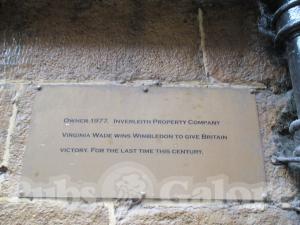 OWNER 1977. INVERLEITH PROPERTY COMPANY
VIRGINIA WADE WINS WIMBLEDON TO GIVE BRITAIN
VICTORY. FOR THE LAST TIME THIS CENTURY.
Pubs Galore